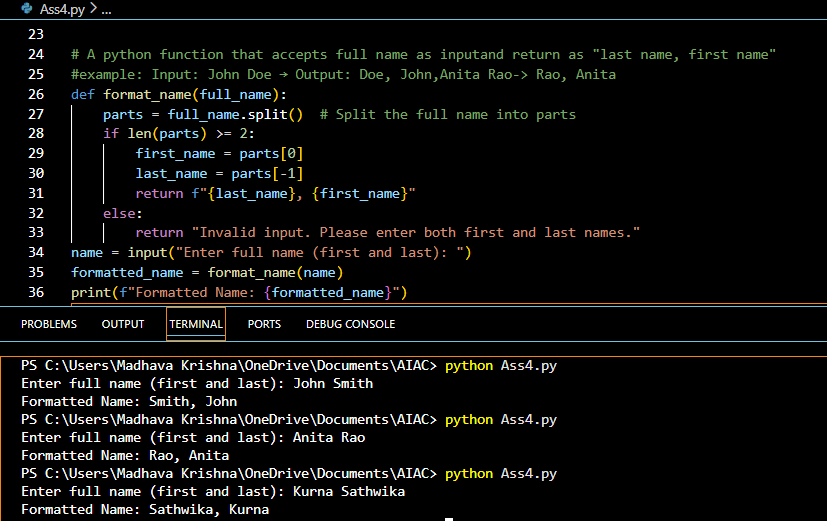 Ass4.py > ...
23
24 # A python function that accepts full name as inputand return as "last name, first name"
25 #example: Input: John Doe → Output: Doe, John,Anita Rao-> Rao, Anita
26 def format_name(full_name):
27     parts = full_name.split()  # Split the full name into parts
28     if len(parts) >= 2:
29         first_name = parts[0]
30         last_name = parts[-1]
31         return f"{last_name}, {first_name}"
32     else:
33         return "Invalid input. Please enter both first and last names."
34 name = input("Enter full name (first and last): ")
35 formatted_name = format_name(name)
36 print(f"Formatted Name: {formatted_name}")
PROBLEMS OUTPUT TERMINAL PORTS DEBUG CONSOLE
PS C:\Users\Madhava Krishna\OneDrive\Documents\AIAC> python Ass4.py
Enter full name (first and last): John Smith
Formatted Name: Smith, John
PS C:\Users\Madhava Krishna\OneDrive\Documents\AIAC> python Ass4.py
Enter full name (first and last): Anita Rao
Formatted Name: Rao, Anita
PS C:\Users\Madhava Krishna\OneDrive\Documents\AIAC> python Ass4.py
Enter full name (first and last): Kurna Sathwika
Formatted Name: Sathwika, Kurna